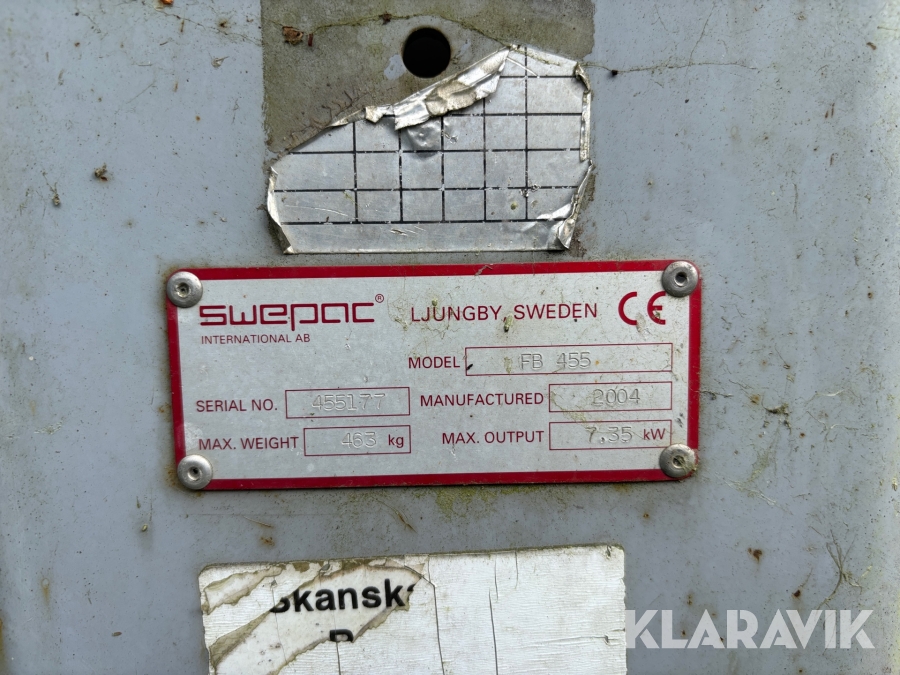 swepac® LJUNGBY, SWEDEN CE
INTERNATIONAL AB
MODEL FB 455
SERIAL NO. 455177 MANUFACTURED 2004
MAX. WEIGHT 463 kg MAX. OUTPUT 7.35 kW
Skansk
KLARAVIK